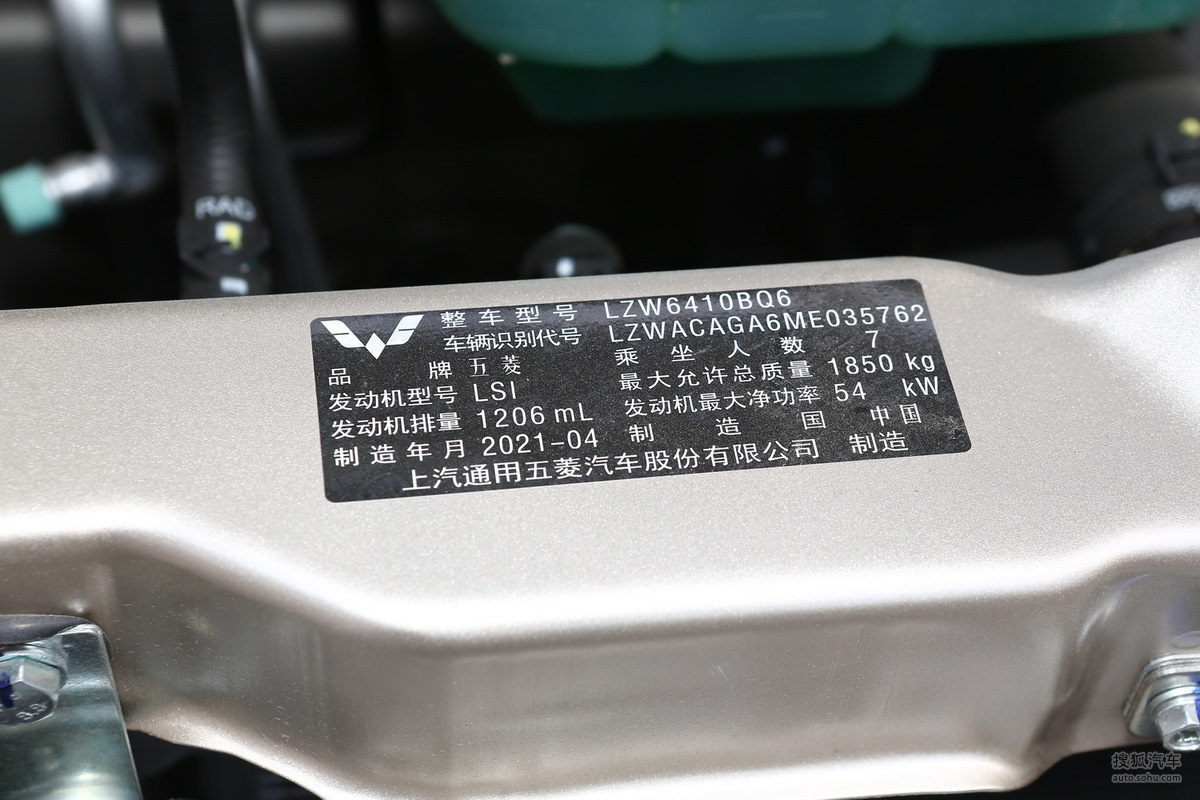 RAD
整车型号 LZW6410BQ6
车辆识别代号 LZWACAGA6ME035762
品牌 五菱 乘坐人数 7
发动机型号 LSI 最大允许总质量 1850 kg
发动机排量 1206 mL 发动机最大净功率 54 kW
制造年月 2021-04 制造国 中国
上汽通用五菱汽车股份有限公司 制造
8.8
搜狐汽车
auto.sohu.com